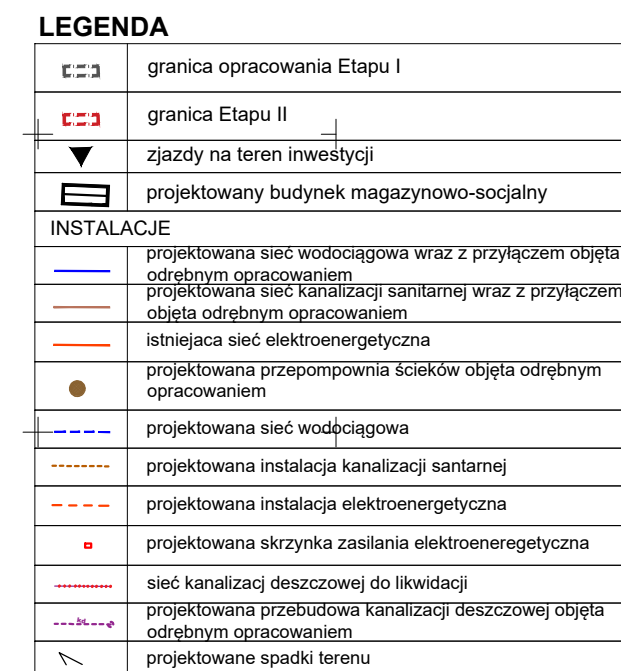 LEGENDA
granica opracowania Etapu I
granica Etapu II
zjazdy na teren inwestycji
projektowany budynek magazynowo-socjalny
INSTALACJE
projektowana sieć wodociągowa wraz z przyłączem objęta
odrębnym opracowaniem
projektowana sieć kanalizacji sanitarnej wraz z przyłączem
objęta odrębnym opracowaniem
istniejaca sieć elektroenergetyczna
projektowana przepompownia ścieków objęta odrębnym
opracowaniem
projektowana sieć wodociągowa
projektowana instalacja kanalizacji santarnej
projektowana instalacja elektroenergetyczna
projektowana skrzynka zasilania elektroeneregetyczna
sieć kanalizacj deszczowej do likwidacji
kd
projektowana przebudowa kanalizacji deszczowej objęta
odrębnym opracowaniem
projektowane spadki terenu